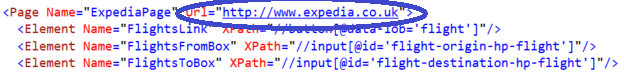 <Page Name="ExpediaPage" Url="http://www.expedia.co.uk">
<Element Name="FlightsLink" XPath="//button[@data-lob='flight']"/>
<Element Name="FlightsFromBox" XPath="//input[@id='flight-origin-hp-flight']"/>
<Element Name="FlightsToBox" XPath="//input[@id='flight-destination-hp-flight']"/>